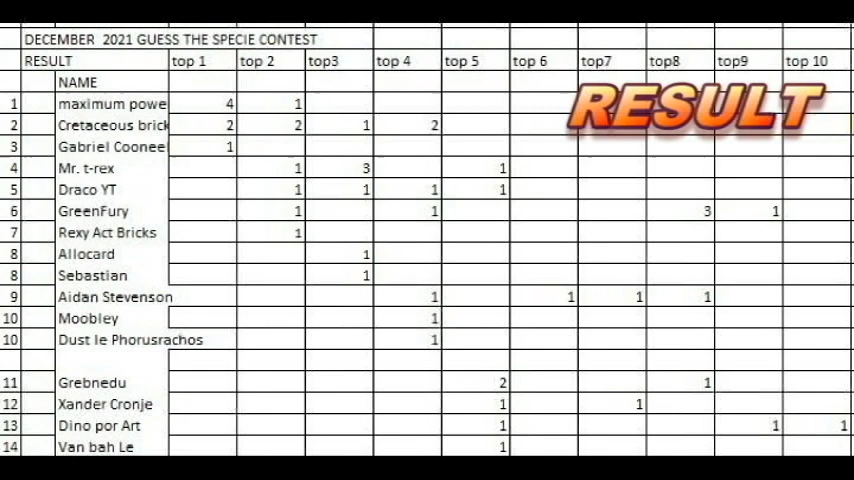 DECEMBER 2021 GUESS THE SPECIE CONTEST
RESULT top 1 top 2 top3 top 4 top 5 top 6 top7 top8 top9 top 10
NAME
RESULT
1 maximum powe 4 1
2 Cretaceous brick 2 2 1 2
3 Gabriel Cooneel 1
4 Mr. t-rex 1 3 1
5 Draco YT 1 1 1 1
6 GreenFury 1 1 3 1
7 Rexy Act Bricks 1
8 Allocard 1
8 Sebastian 1
9 Aidan Stevenson 1 1 1 1
10 Moobley 1
10 Dust le Phorusrachos 1
11 Grebnedu 2 1
12 Xander Cronje 1 1
13 Dino por Art 1 1 1
14 Van bah Le 1